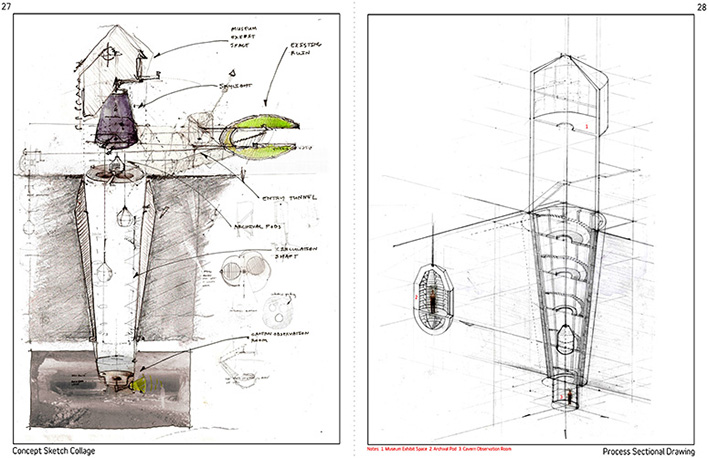 27
28
MUSEUM
EXHIBIT
SPACE
EXISTING
RUIN
SKYLIGHT
ENTRY TUNNEL
ARCHIVAL PODS
CIRCULATION
SHAFT
OBSERVATION
ROOM
1
2
3
Concept Sketch Collage
Notes: 1. Museum Exhibit Space 2. Archival Pod 3. Cavern Observation Room
Process Sectional Drawing